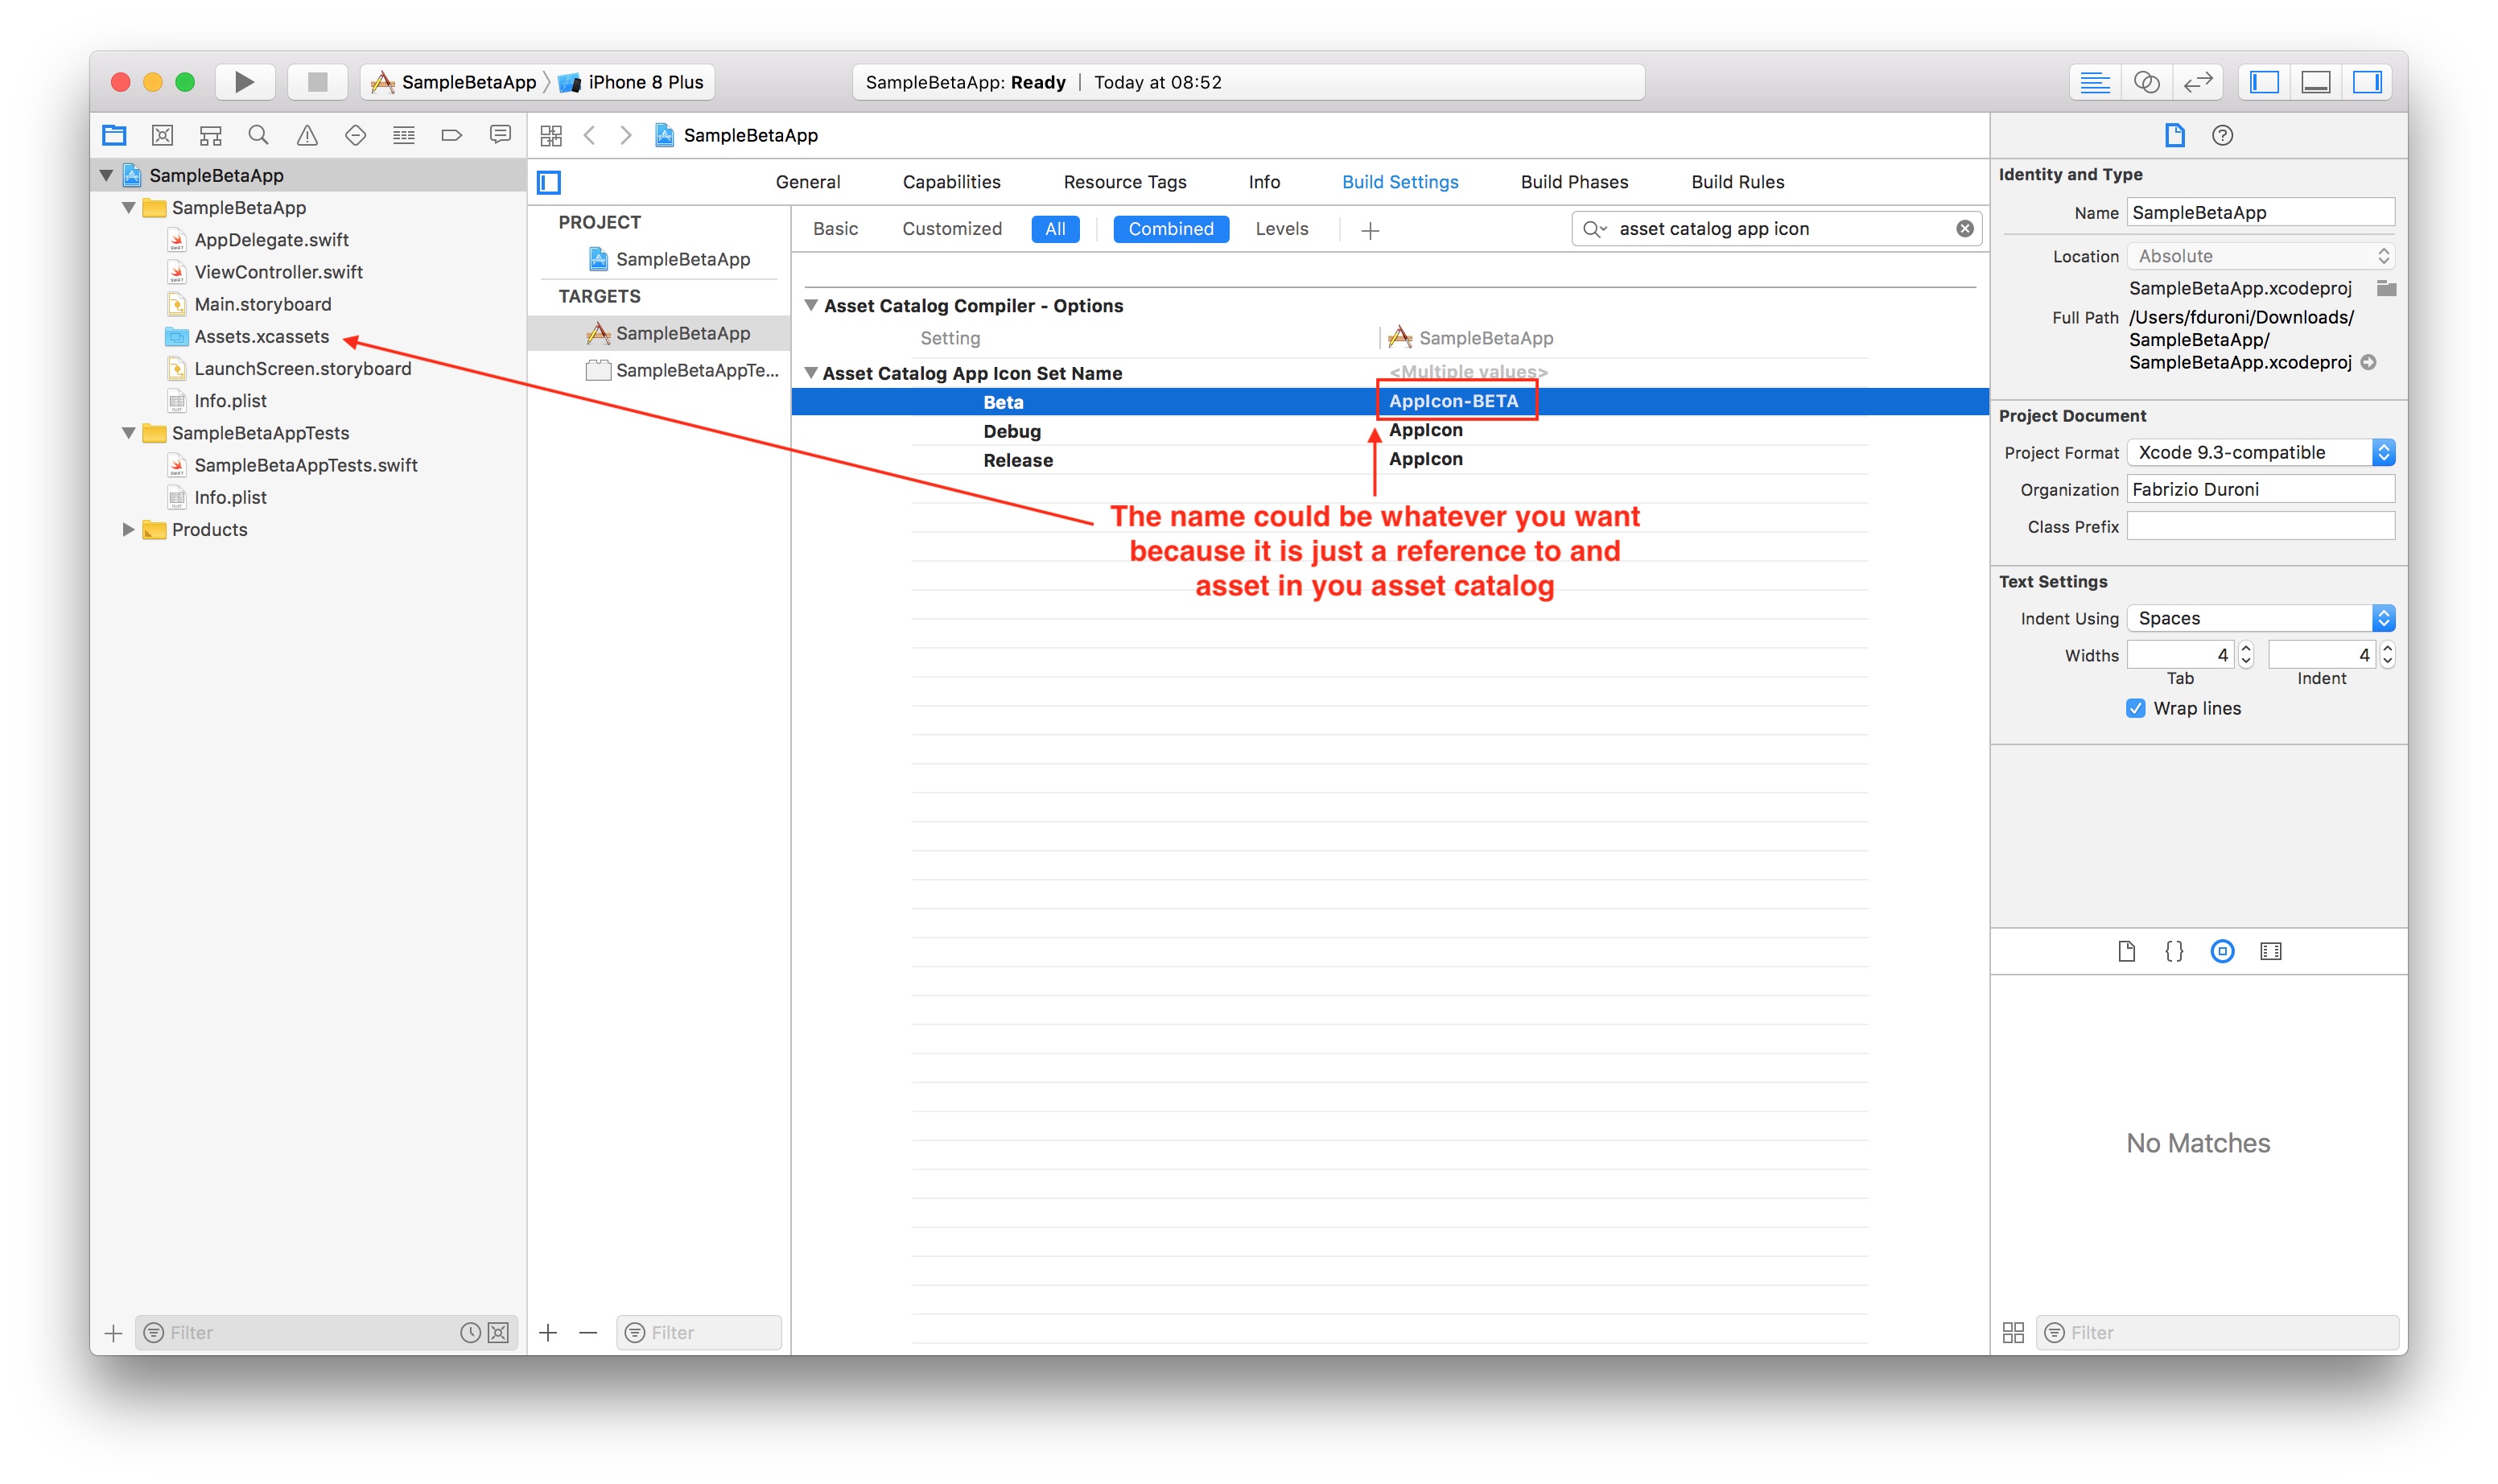 SampleBetaApp iPhone 8 Plus
SampleBetaApp: Ready | Today at 08:52
SampleBetaApp
SampleBetaApp
SampleBetaApp
AppDelegate.swift
ViewController.swift
Main.storyboard
Assets.xcassets
LaunchScreen.storyboard
Info.plist
SampleBetaAppTests
SampleBetaAppTests.swift
Info.plist
Products
Filter
General Capabilities Resource Tags Info Build Settings Build Phases Build Rules
PROJECT
SampleBetaApp
TARGETS
SampleBetaApp
SampleBetaAppTe...
Filter
Basic Customized All Combined Levels
asset catalog app icon
Asset Catalog Compiler - Options
Setting SampleBetaApp
Asset Catalog App Icon Set Name <Multiple values>
Beta AppIcon-BETA
Debug AppIcon
Release AppIcon
The name could be whatever you want
because it is just a reference to and
asset in you asset catalog
Identity and Type
Name SampleBetaApp
Location Absolute
SampleBetaApp.xcodeproj
Full Path /Users/fduroni/Downloads/
SampleBetaApp/
SampleBetaApp.xcodeproj
Project Document
Project Format Xcode 9.3-compatible
Organization Fabrizio Duroni
Class Prefix
Text Settings
Indent Using Spaces
Widths 4 4
Tab Indent
Wrap lines
No Matches
Filter